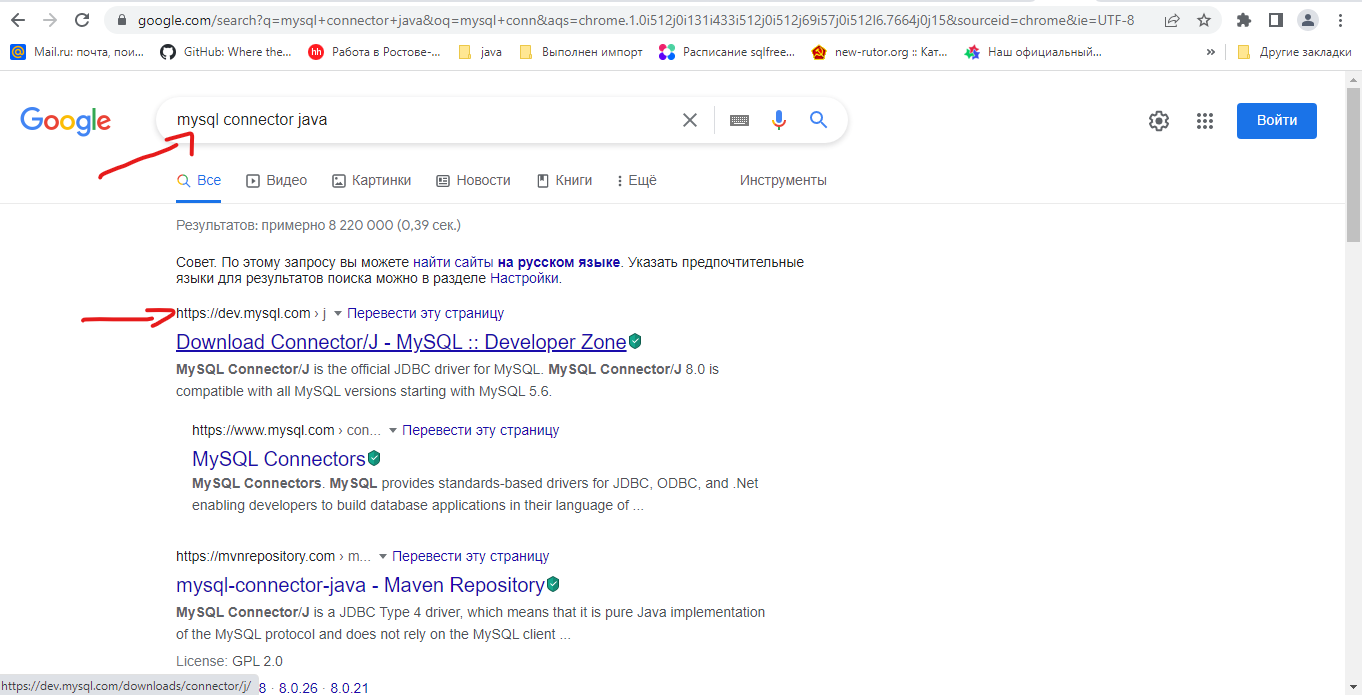 google.com/search?q=mysql+connector+java&oq=mysql+conn&aqs=chrome.1.0i512j0i131i433i512j0i512j69i57j0i512l6.7664j0j15&sourceid=chrome&ie=UTF-8
Mail.ru: почта, пои... GitHub: Where the... hh Работа в Ростове-... java Выполнен импорт Расписание sqlfree... new-rutor.org :: Кат... Наш официальный... » Другие закладки
Google mysql connector java Войти
Все Видео Картинки Новости Книги Ещё Инструменты
Результатов: примерно 8 220 000 (0,39 сек.)
Совет. По этому запросу вы можете найти сайты на русском языке. Указать предпочтительные
языки для результатов поиска можно в разделе Настройки.
https://dev.mysql.com › j Перевести эту страницу
Download Connector/J - MySQL :: Developer Zone
MySQL Connector/J is the official JDBC driver for MySQL. MySQL Connector/J 8.0 is
compatible with all MySQL versions starting with MySQL 5.6.
https://www.mysql.com › con... Перевести эту страницу
MySQL Connectors
MySQL Connectors. MySQL provides standards-based drivers for JDBC, ODBC, and .Net
enabling developers to build database applications in their language of ...
https://mvnrepository.com › m... Перевести эту страницу
mysql-connector-java - Maven Repository
MySQL Connector/J is a JDBC Type 4 driver, which means that it is pure Java implementation
of the MySQL protocol and does not rely on the MySQL client ...
License: GPL 2.0
https://dev.mysql.com/downloads/connector/j/ 8 · 8.0.26 · 8.0.21